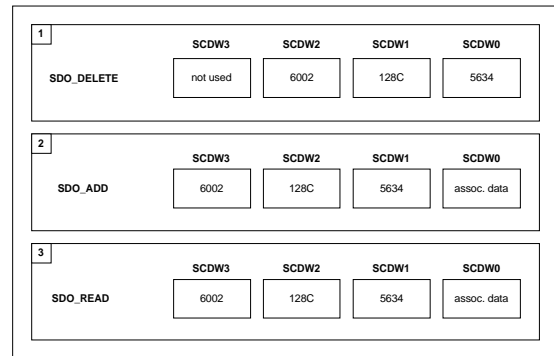 1
SCDW3 SCDW2 SCDW1 SCDW0
SDO_DELETE not used 6002 128C 5634
2
SCDW3 SCDW2 SCDW1 SCDW0
SDO_ADD 6002 128C 5634 assoc. data
3
SCDW3 SCDW2 SCDW1 SCDW0
SDO_READ 6002 128C 5634 assoc. data